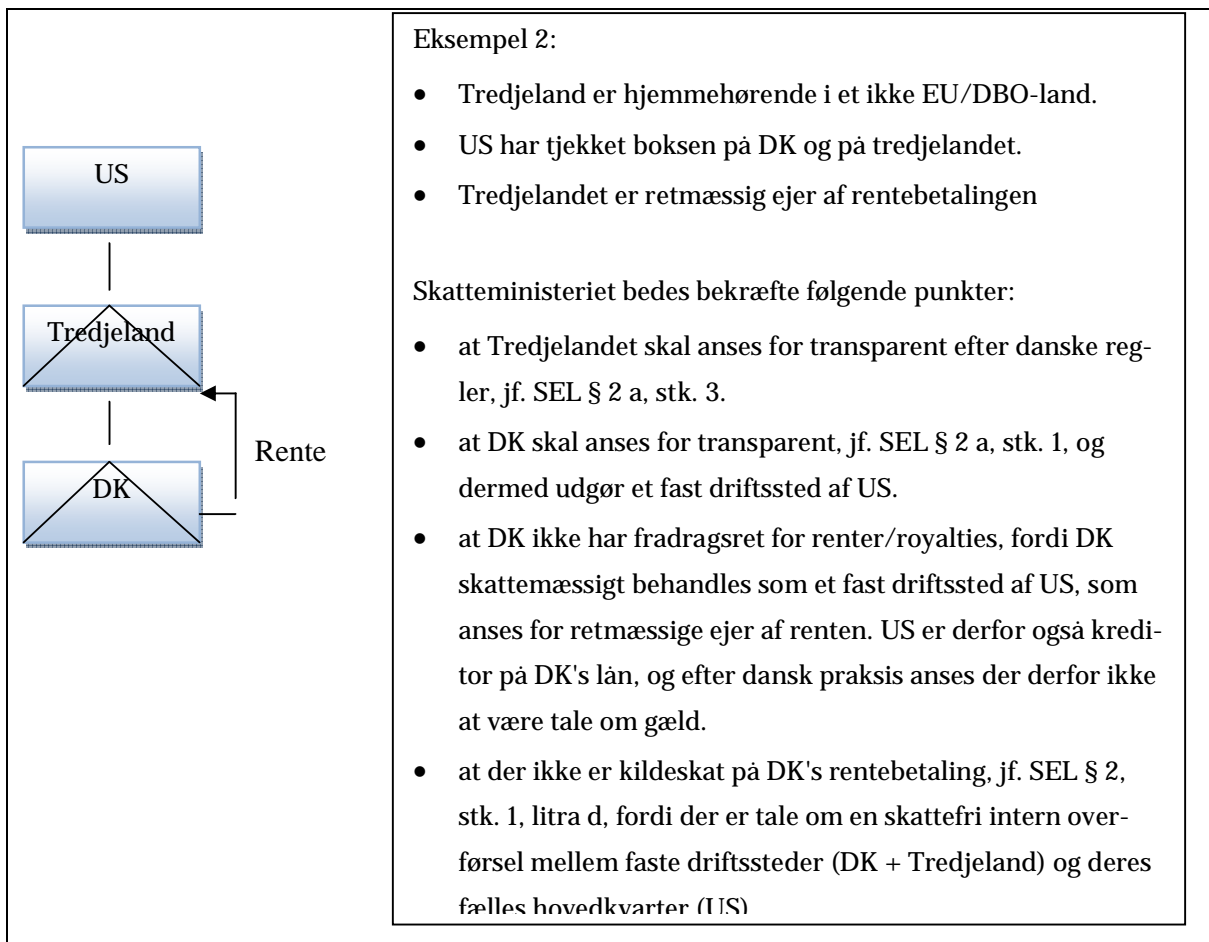 US
Tredjeland
DK
Rente
Eksempel 2:
• Tredjeland er hjemmehørende i et ikke EU/DBO-land.
• US har tjekket boksen på DK og på tredjelandet.
• Tredjelandet er retmæssig ejer af rentebetalingen
Skatteministeriet bedes bekræfte følgende punkter:
• at Tredjelandet skal anses for transparent efter danske reg-
ler, jf. SEL § 2 a, stk. 3.
• at DK skal anses for transparent, jf. SEL § 2 a, stk. 1, og
dermed udgør et fast driftssted af US.
• at DK ikke har fradragsret for renter/royalties, fordi DK
skattemæssigt behandles som et fast driftssted af US, som
anses for retmæssige ejer af renten. US er derfor også kredi-
tor på DK's lån, og efter dansk praksis anses der derfor ikke
at være tale om gæld.
• at der ikke er kildeskat på DK's rentebetaling, jf. SEL § 2,
stk. 1, litra d, fordi der er tale om en skattefri intern over-
førsel mellem faste driftssteder (DK + Tredjeland) og deres
fælles hovedkvarter (US)